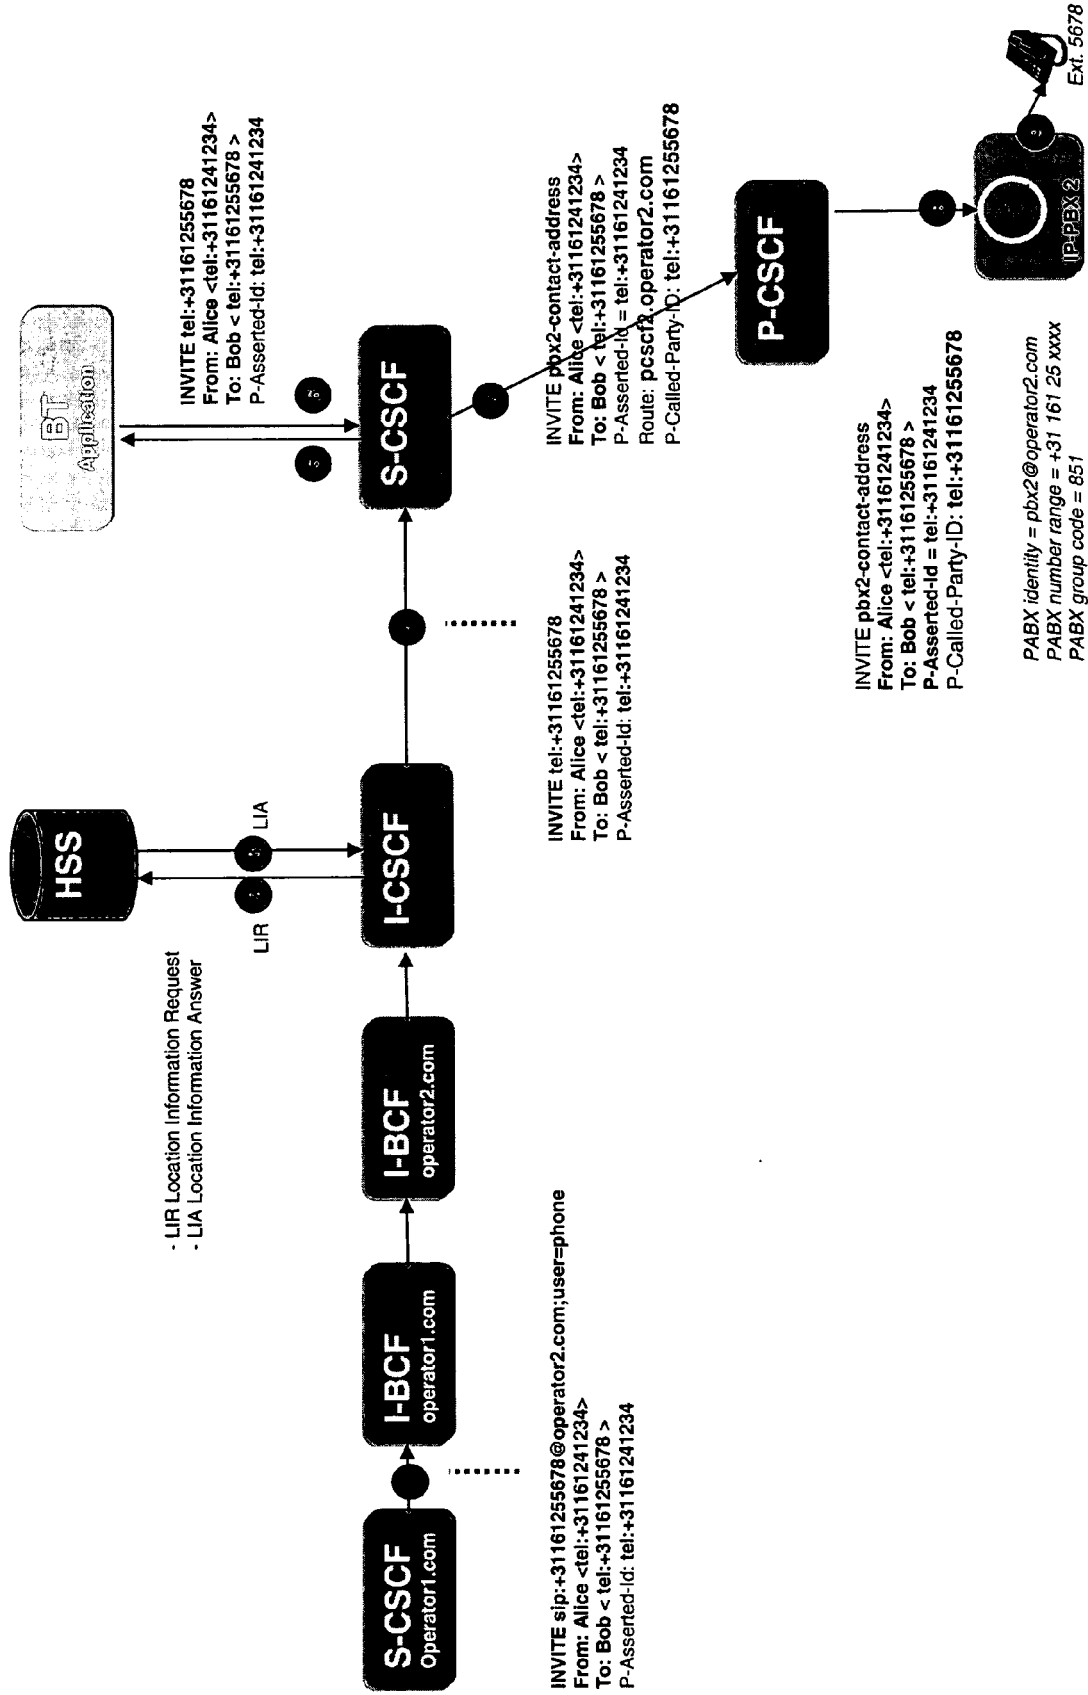 - LIR Location Information Request
- LIA Location Information Answer
HSS
LIR
LIA
BT
Application
INVITE tel:+31161255678
From: Alice <tel:+31161241234>
To: Bob < tel:+31161255678 >
P-Asserted-Id: tel:+31161241234
S-CSCF
Operator1.com
I-BCF
operator1.com
I-BCF
operator2.com
I-CSCF
S-CSCF
INVITE sip:+31161255678@operator2.com;user=phone
From: Alice <tel:+31161241234>
To: Bob < tel:+31161255678 >
P-Asserted-Id: tel:+31161241234
INVITE tel:+31161255678
From: Alice <tel:+31161241234>
To: Bob < tel:+31161255678 >
P-Asserted-Id: tel:+31161241234
INVITE pbx2-contact-address
From: Alice <tel:+31161241234>
To: Bob < tel:+31161255678 >
P-Asserted-Id = tel:+31161241234
Route: pcscf2.operator2.com
P-Called-Party-ID: tel:+31161255678
P-CSCF
INVITE pbx2-contact-address
From: Alice <tel:+31161241234>
To: Bob < tel:+31161255678 >
P-Asserted-Id = tel:+31161241234
P-Called-Party-ID: tel:+31161255678
PABX identity = pbx2@operator2.com
PABX number range = +31 161 25 xxxx
PABX group code = 851
IP-PBX 2
Ext. 5678